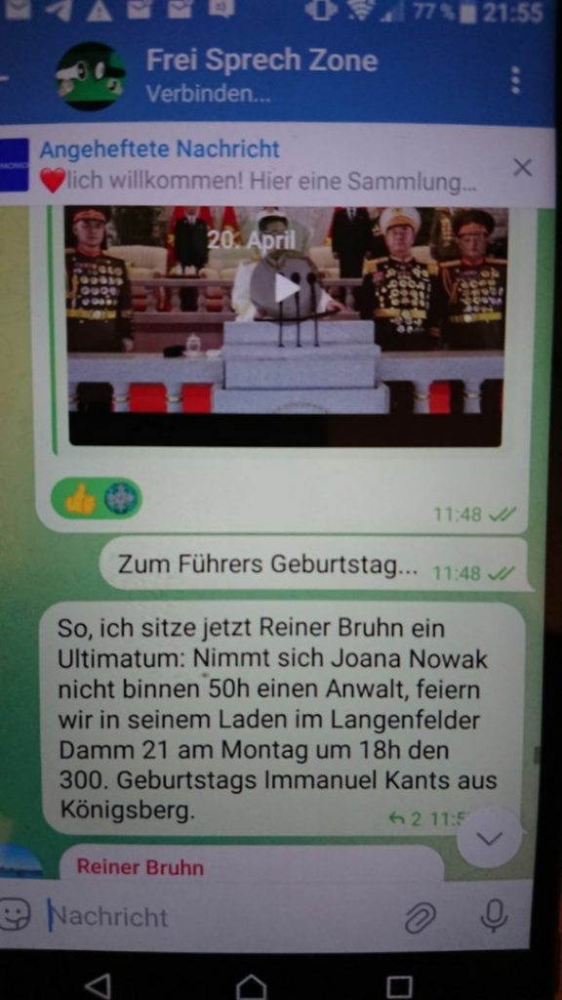 77 % 21:55
Frei Sprech Zone
Verbinden...
Angeheftete Nachricht
❤️lich willkommen! Hier eine Sammlung...
20. April
11:48
Zum Führers Geburtstag... 11:48
So, ich sitze jetzt Reiner Bruhn ein
Ultimatum: Nimmt sich Joana Nowak
nicht binnen 50h einen Anwalt, feiern
wir in seinem Laden im Langenfelder
Damm 21 am Montag um 18h den
300. Geburtstags Immanuel Kants aus
Königsberg.
2
Reiner Bruhn
Nachricht